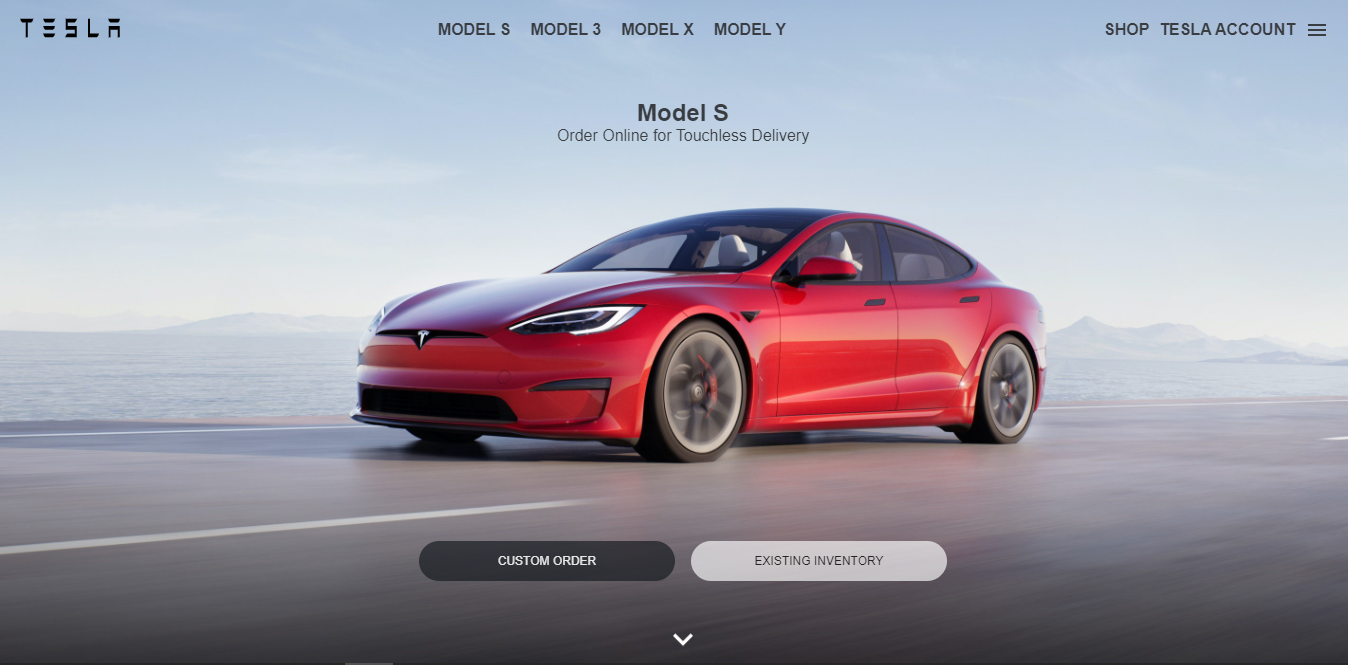 TESLA
MODEL S MODEL 3 MODEL X MODEL Y
SHOP TESLA ACCOUNT
Model S
Order Online for Touchless Delivery
CUSTOM ORDER
EXISTING INVENTORY